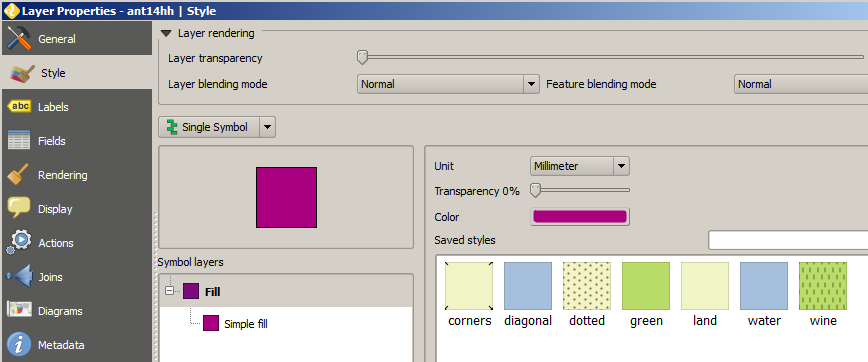 Layer Properties - ant14hh | Style
General
Style
abc Labels
Fields
Rendering
Display
Actions
Joins
Diagrams
Metadata
Layer rendering
Layer transparency
Layer blending mode Normal Feature blending mode Normal
Single Symbol
Symbol layers
Fill
Simple fill
Unit Millimeter
Transparency 0%
Color
Saved styles
corners diagonal dotted green land water wine